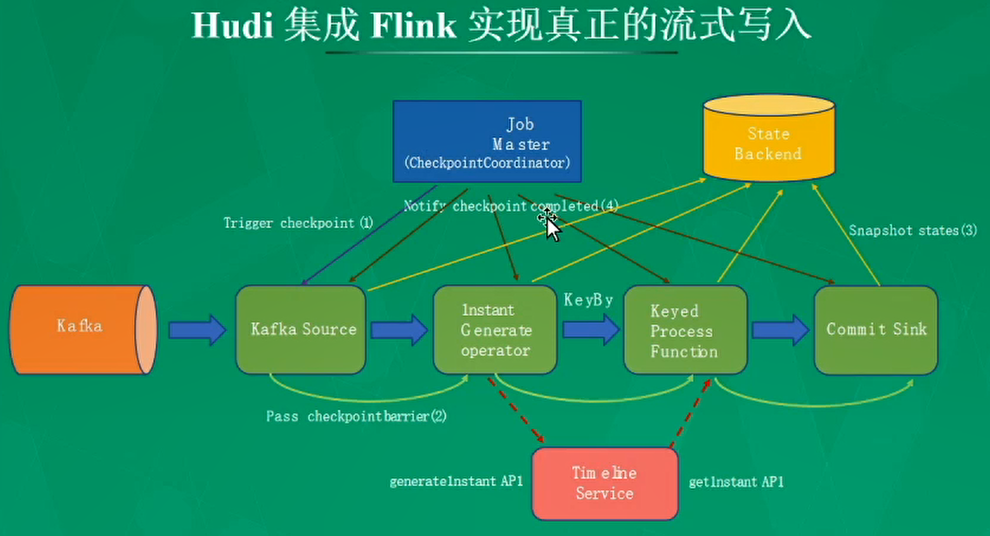 Hudi 集成 Flink 实现真正的流式写入
Job
Master
(CheckpointCoordinator)
State
Backend
Notify checkpoint completed(4)
Trigger checkpoint (1)
Snapshot states(3)
Kafka
Kafka Source
Instant
Generate
operator
KeyBy
Keyed
Process
Function
Commit Sink
Pass checkpointbarrier(2)
generateInstant API
Timeline
Service
getInstant API